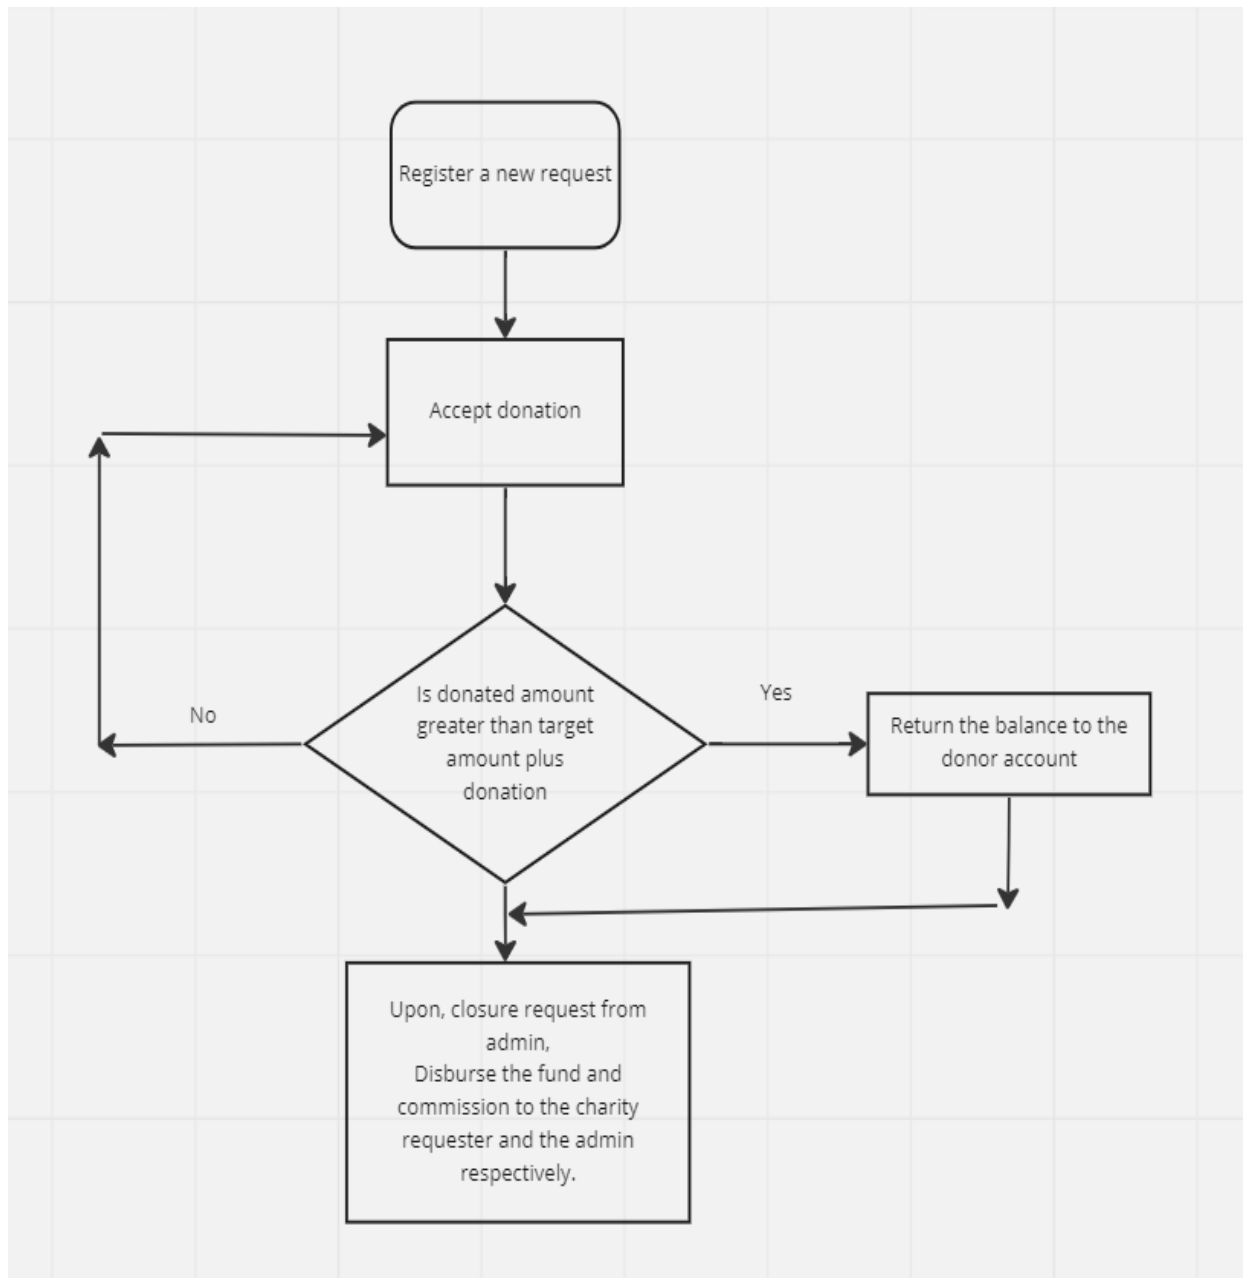 Register a new request
Accept donation
Is donated amount
greater than target
amount plus
donation
No
Yes
Return the balance to the
donor account
Upon, closure request from
admin,
Disburse the fund and
commission to the charity
requester and the admin
respectively.